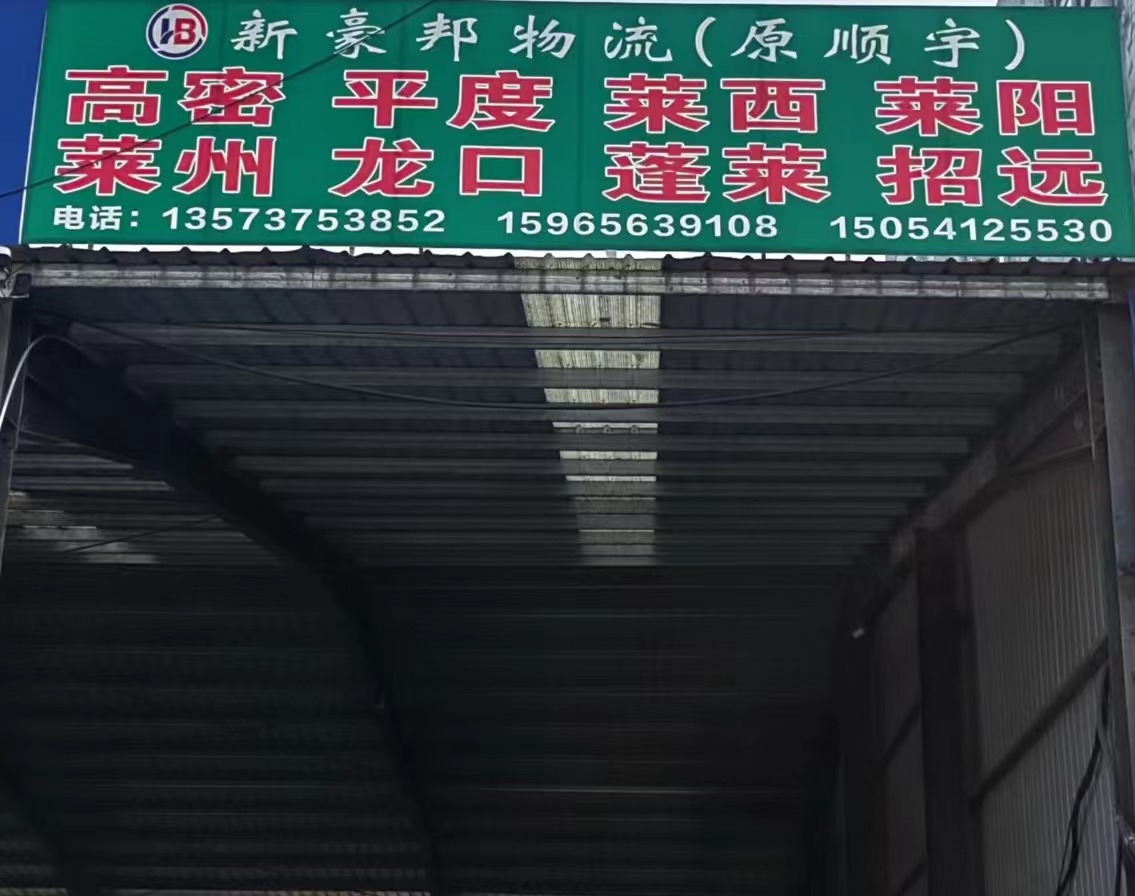 HB 新豪邦物流(原顺宇)
高密 平度 莱西 莱阳
莱州 龙口 蓬莱 招远
电话:13573753852 15965639108 15054125530